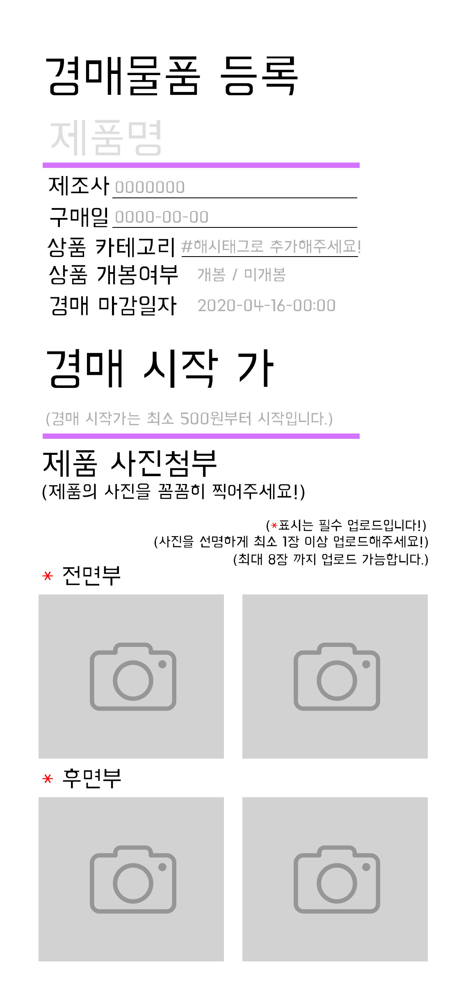 경매물품 등록
제품명
제조사 0000000
구매일 0000-00-00
상품 카테고리 #해시태그로 추가해주세요!
상품 개봉여부 개봉 / 미개봉
경매 마감일자 2020-04-16-00:00
경매 시작 가
(경매 시작가는 최소 500원부터 시작입니다.)
제품 사진첨부
(제품의 사진을 꼼꼼히 찍어주세요!)
(*표시는 필수 업로드입니다!)
(사진을 선명하게 최소 1장 이상 업로드해주세요!)
(최대 8장 까지 업로드 가능합니다.)
* 전면부
* 후면부